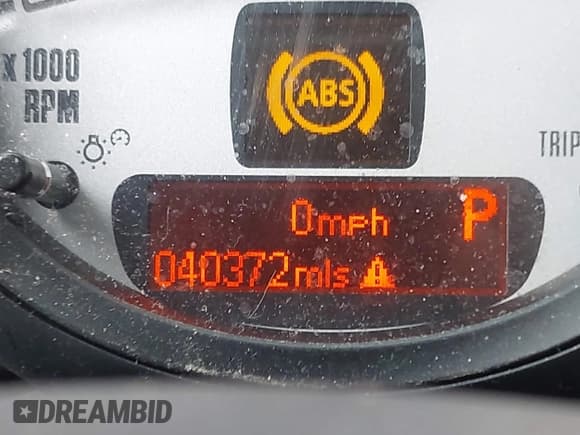 x 1000
RPM
ABS
TRIP
0mph P
040372mls
DREAMBID